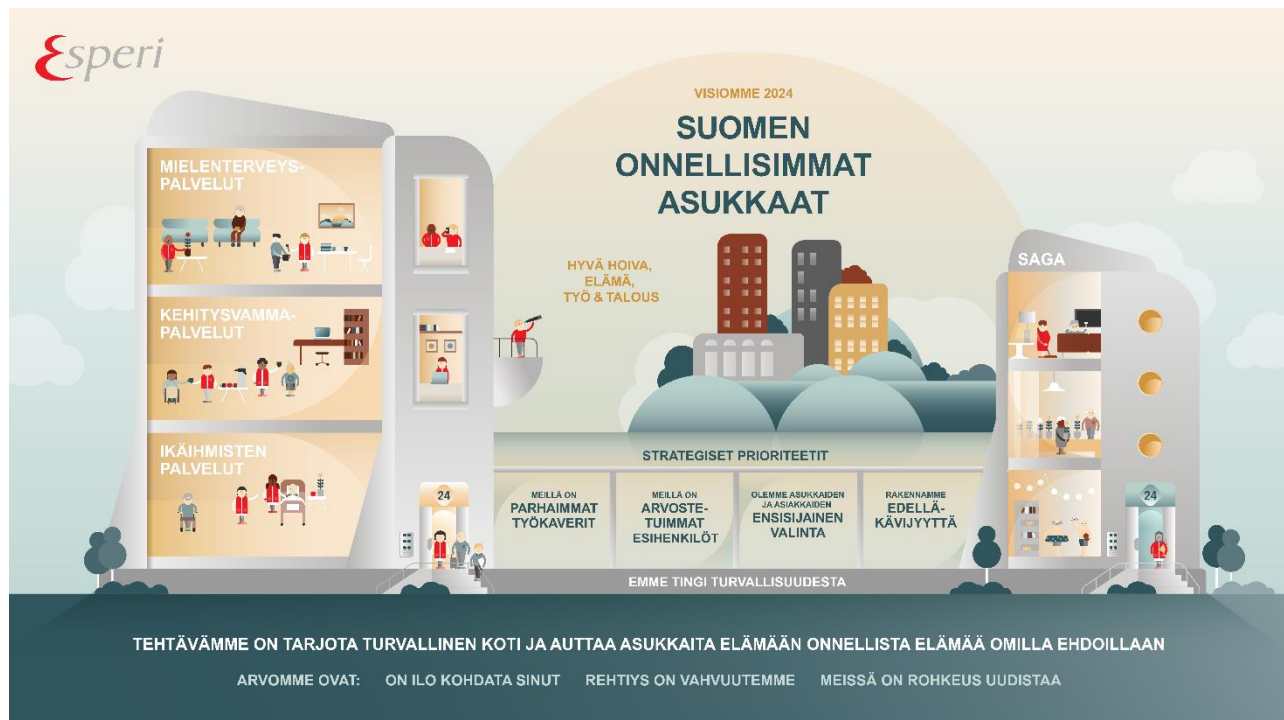 Esperi
VISIOMME 2024
SUOMEN
ONNELLISIMMAT
ASUKKAAT
HYVÄ HOIVA,
ELÄMÄ,
TYÖ & TALOUS
MIELENTERVEYS-
PALVELUT
KEHITYSVAMMA-
PALVELUT
IKÄIHMISTEN
PALVELUT
24
SAGA
24
STRATEGISET PRIORITEETIT
MEILLÄ ON
PARHAIMMAT
TYÖKAVERIT
MEILLÄ ON
ARVOSTE-
TUIMMAT
ESIHENKILÖT
OLEMME ASUKKAIDEN
JA ASIAKKAIDEN
ENSISIJAINEN
VALINTA
RAKENNAMME
EDELLÄ-
KÄVIJYYTTÄ
EMME TINGI TURVALLISUUDESTA
TEHTÄVÄMME ON TARJOTA TURVALLINEN KOTI JA AUTTAA ASUKKAITA ELÄMÄÄN ONNELLISTA ELÄMÄÄ OMILLA EHDOILLAAN
ARVOMME OVAT: ON ILO KOHDATA SINUT REHTIYS ON VAHVUUTEMME MEISSÄ ON ROHKEUS UUDISTAA